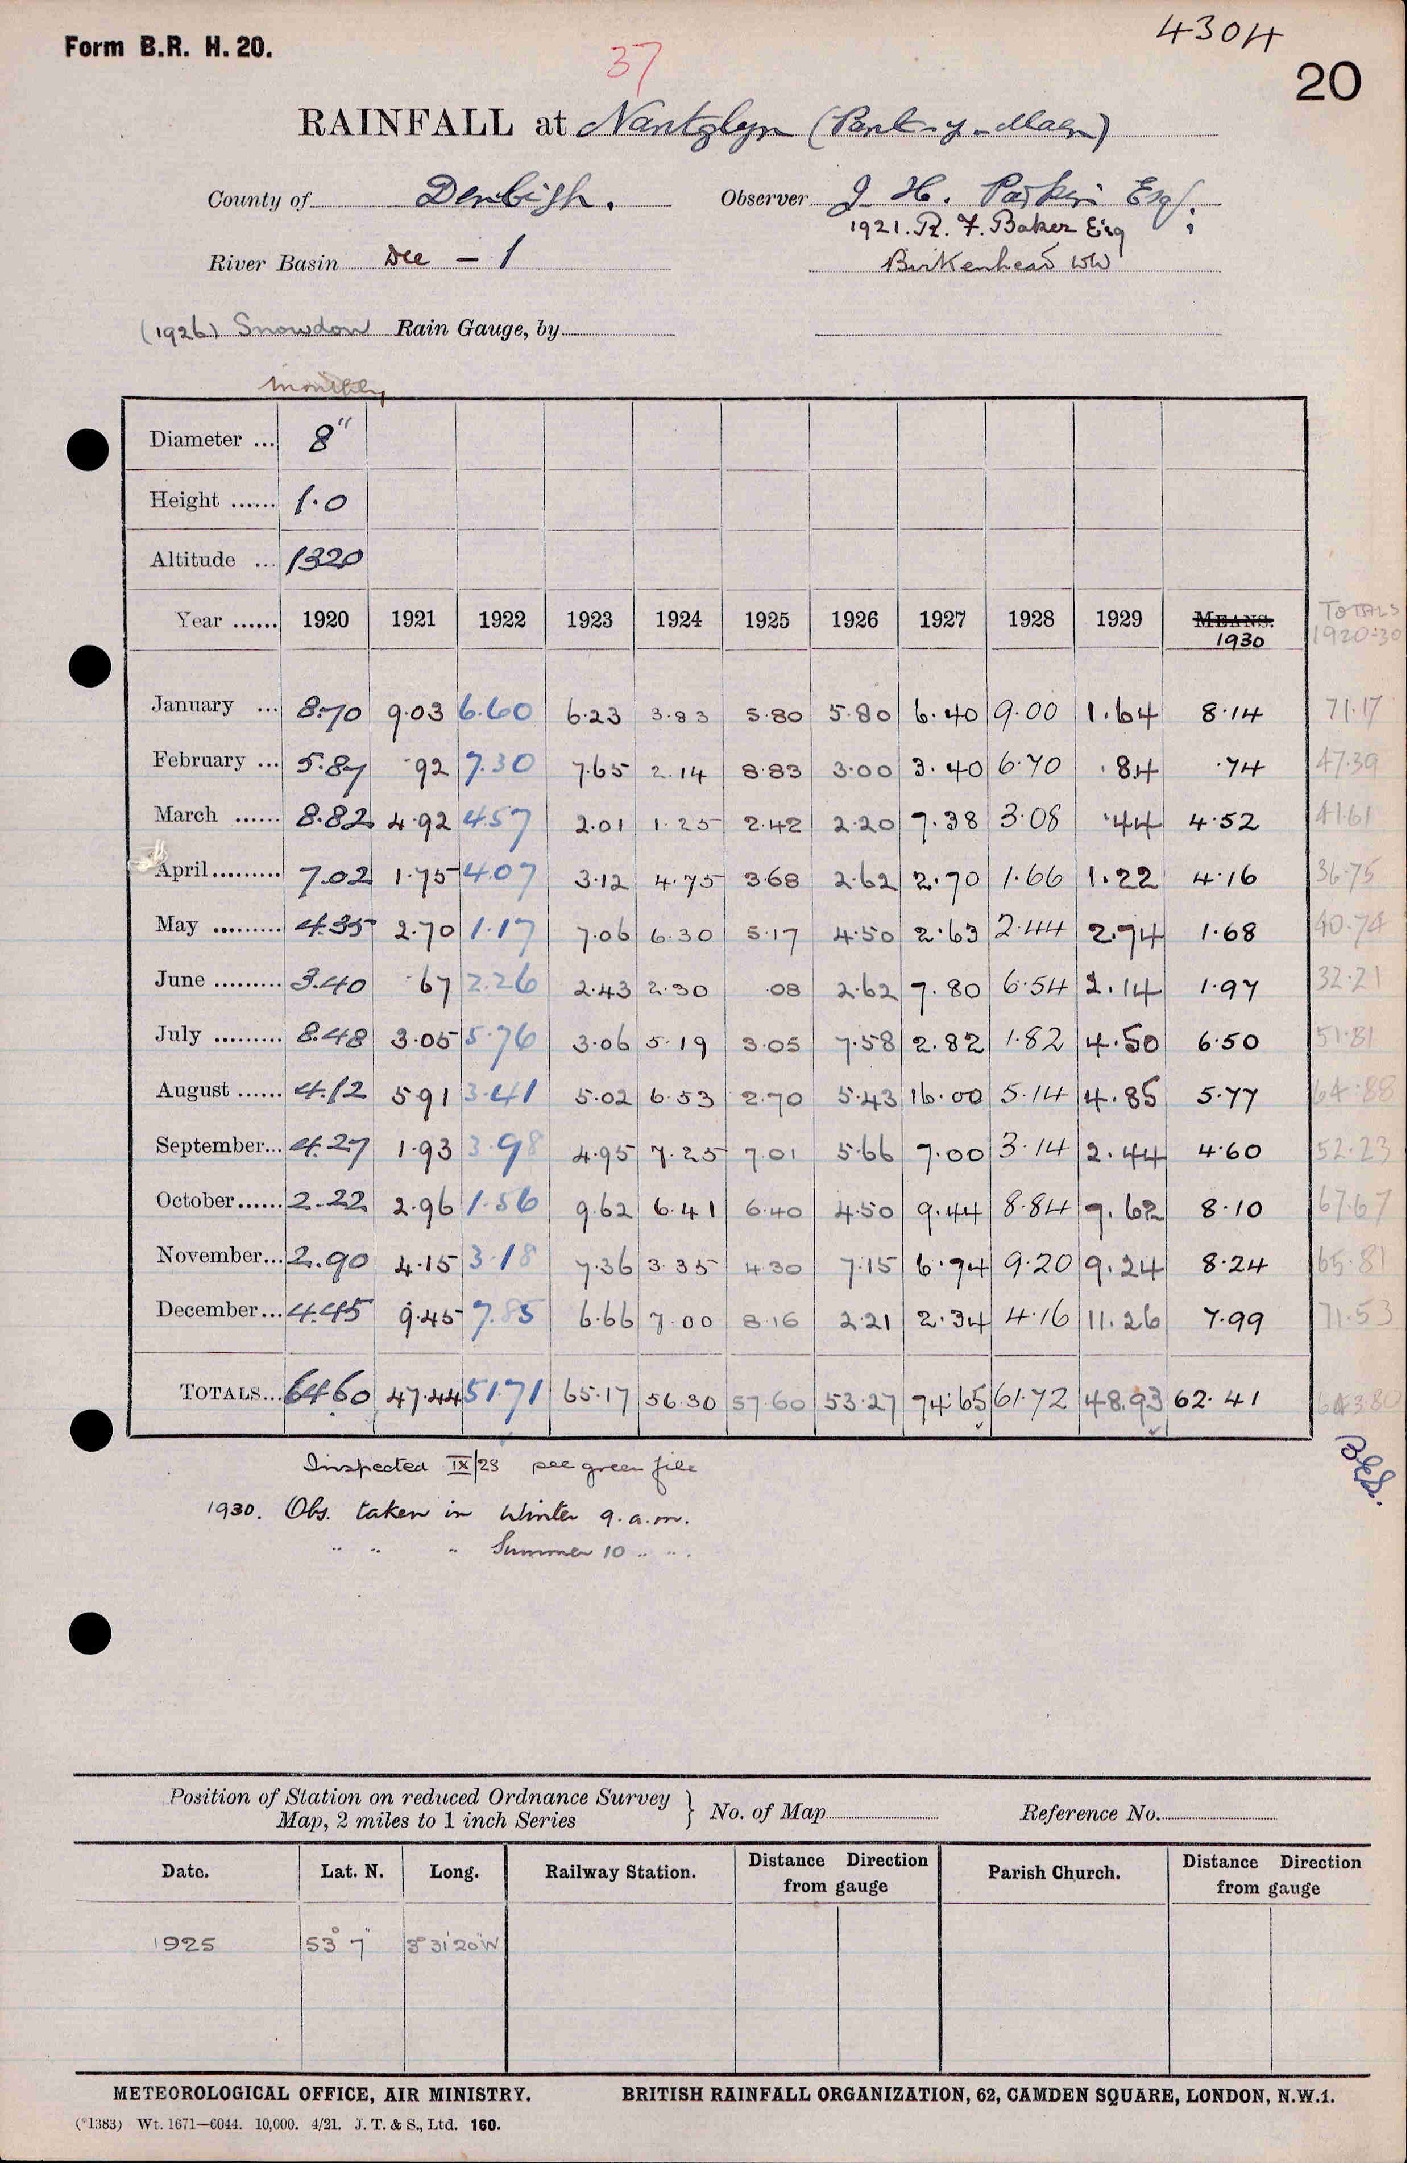 Form B.R. H. 20.
4304
37
20
RAINFALL at Nantglyn (Park-y-Maen)
County of Denbigh. Observer J. H. Parkin Esq.
1921. R. F. Baker Esq
River Basin Dee - 1 Birkenhead WW
(1926) Snowdon Rain Gauge, by
monthly
Diameter ... 8"
Height ...... 1.0
Altitude ... 1320
Year ...... 1920 1921 1922 1923 1924 1925 1926 1927 1928 1929 MEANS. 1930 TOTALS 1920-30
January ... 8.70 9.03 6.60 6.23 3.83 5.80 5.80 6.40 9.00 1.64 8.14 71.17
February ... 5.87 .92 7.30 7.65 2.14 8.83 3.00 3.40 6.70 .84 .74 47.39
March ...... 8.82 4.92 4.57 2.01 1.25 2.42 2.20 7.38 3.08 .44 4.52 41.61
April ......... 7.02 1.75 4.07 3.12 4.75 3.68 2.62 2.70 1.66 1.22 4.16 36.75
May ......... 4.35 2.70 1.17 7.06 6.30 5.17 4.50 2.63 2.44 2.74 1.68 40.74
June ......... 3.40 .67 2.26 2.43 2.30 .08 2.62 7.80 6.54 2.14 1.97 32.21
July ......... 8.48 3.05 5.76 3.06 5.19 3.05 7.58 2.82 1.82 4.50 6.50 51.81
August ...... 4.12 5.91 3.41 5.02 6.53 2.70 5.43 16.00 5.14 4.85 5.77 64.88
September... 4.27 1.93 3.98 4.95 7.25 7.01 5.66 7.00 3.14 2.44 4.60 52.23
October...... 2.22 2.96 1.56 9.62 6.41 6.40 4.50 9.44 8.84 9.62 8.10 67.67
November... 2.90 4.15 3.18 7.36 3.35 4.30 7.15 6.74 9.20 9.24 8.24 65.81
December... 4.45 9.45 7.85 6.66 7.00 8.16 2.21 2.34 4.16 11.26 7.99 71.53
TOTALS... 64.60 47.44 51.71 65.17 56.30 57.60 53.27 74.65 61.72 48.93 62.41 643.80
Inspected IX/28 see green file
1930. Obs. taken in Winter 9.a.m.
" " " Summer 10 " ".
Position of Station on reduced Ordnance Survey
Map, 2 miles to 1 inch Series } No. of Map Reference No.
Date. Lat. N. Long. Railway Station. Distance Direction from gauge Parish Church. Distance Direction from gauge
1925 53° 7' 3° 31' 20" W
METEOROLOGICAL OFFICE, AIR MINISTRY. BRITISH RAINFALL ORGANIZATION, 62, CAMDEN SQUARE, LONDON, N.W.1.
(*1383) Wt. 1671—6044. 10,000. 4/21. J. T. & S., Ltd. 160.